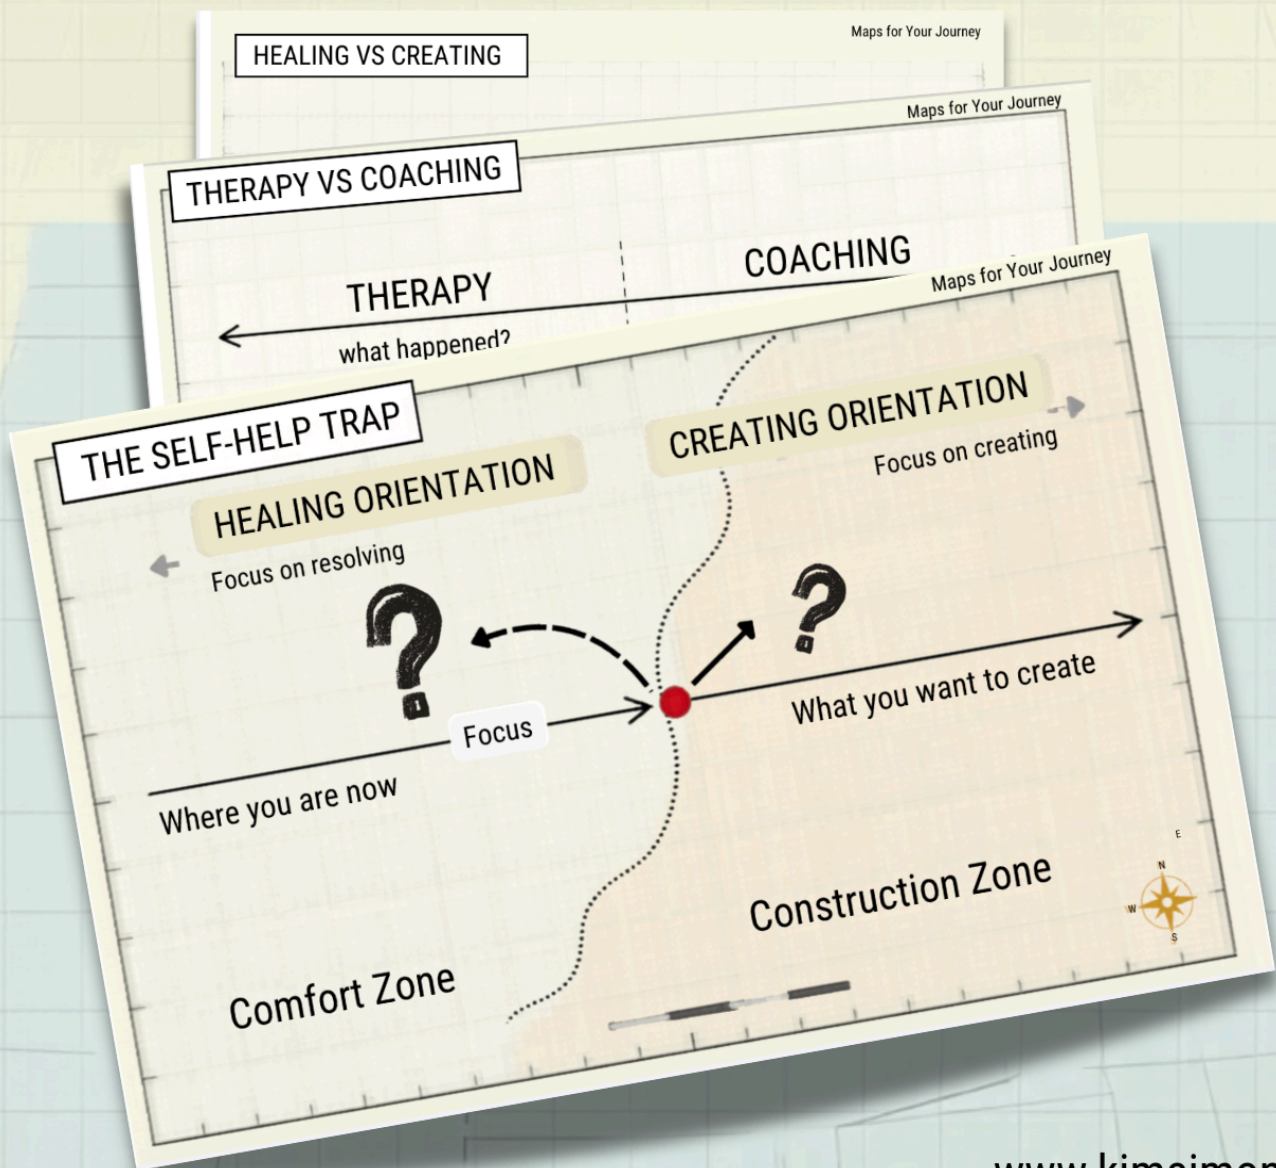 HEALING VS CREATING
Maps for Your Journey
THERAPY VS COACHING
Maps for Your Journey
THERAPY
COACHING
what happened?
THE SELF-HELP TRAP
Maps for Your Journey
HEALING ORIENTATION
Focus on resolving
CREATING ORIENTATION
Focus on creating
?
?
Focus
Where you are now
What you want to create
Comfort Zone
Construction Zone
E
N
W
S